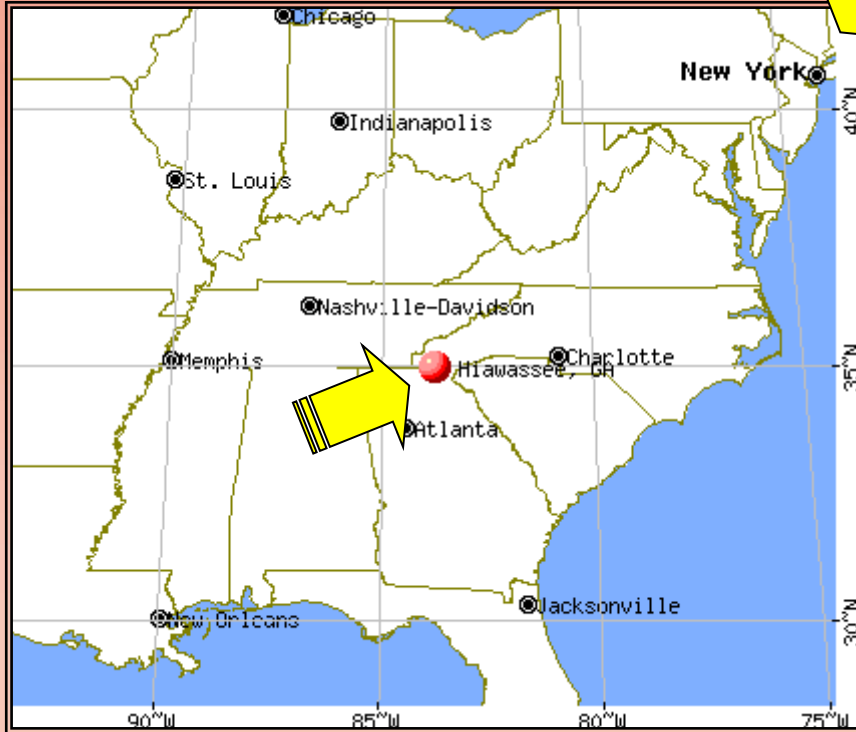 Chicago
New York
40~N
Indianapolis
St. Louis
Nashville-Davidson
Memphis
Charlotte
Hiawassee, GA
35~N
Atlanta
Jacksonville
New Orleans
30~N
90~W
85~W
80~W
75~W